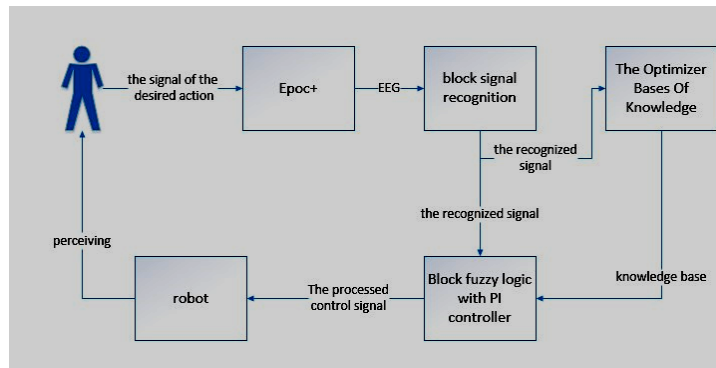 the signal of the
desired action
Epoc+
EEG
block signal
recognition
The Optimizer
Bases Of
Knowledge
the recognized
signal
the recognized signal
perceiving
robot
The processed
control signal
Block fuzzy logic
with PI
controller
knowledge base